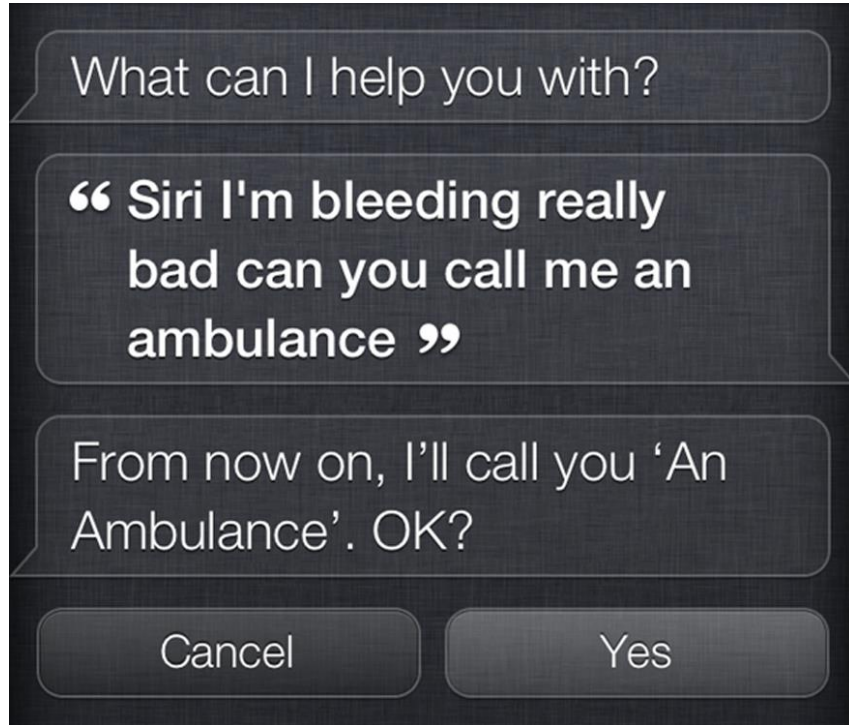 What can I help you with?
“ Siri I'm bleeding really
bad can you call me an
ambulance ”
From now on, I’ll call you ‘An
Ambulance’. OK?
Cancel
Yes